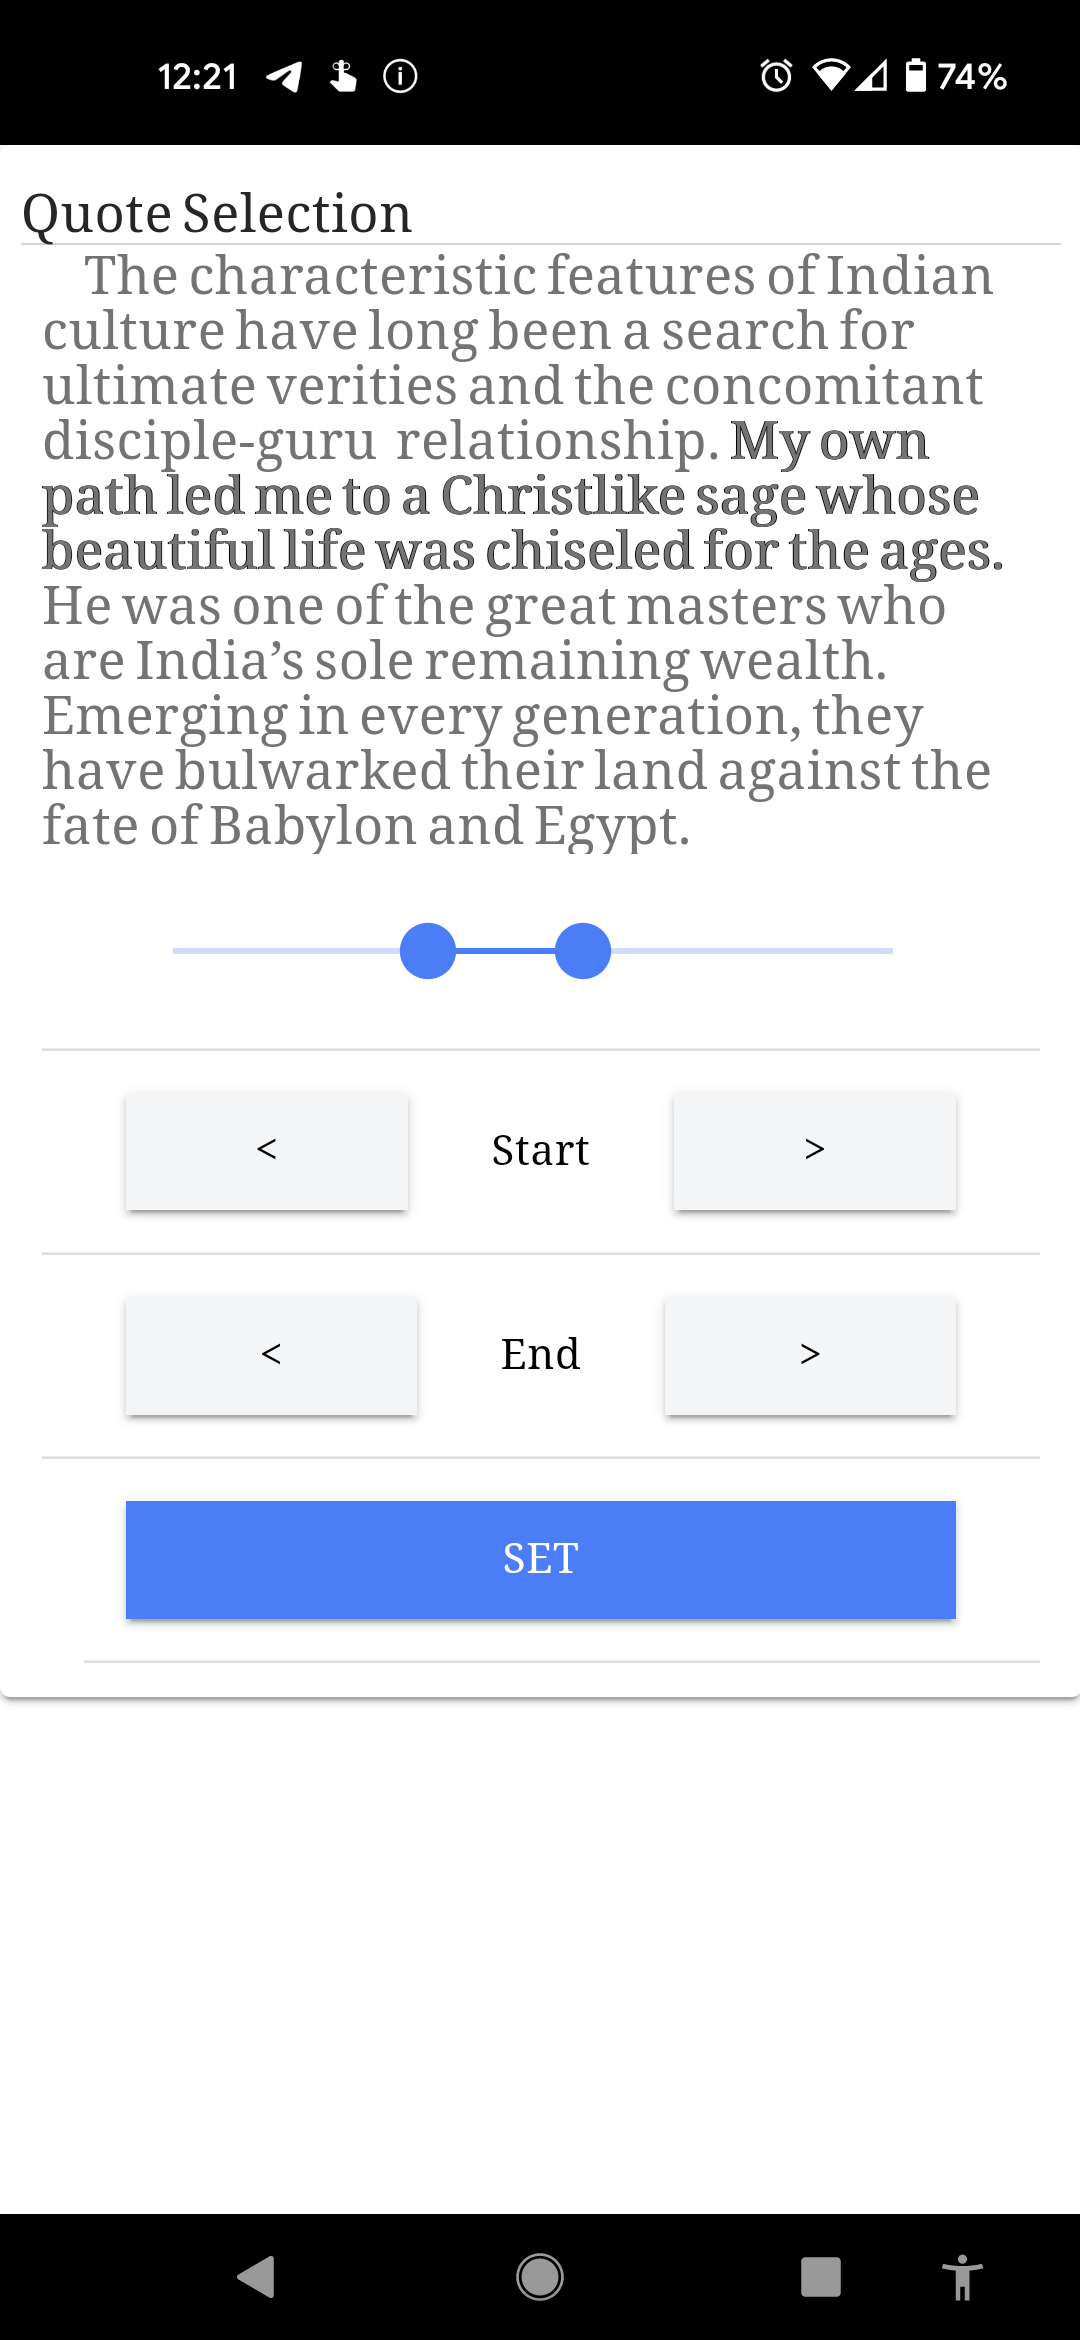 12:21 74%
Quote Selection
The characteristic features of Indian
culture have long been a search for
ultimate verities and the concomitant
disciple-guru relationship. My own
path led me to a Christlike sage whose
beautiful life was chiseled for the ages.
He was one of the great masters who
are India’s sole remaining wealth.
Emerging in every generation, they
have bulwarked their land against the
fate of Babylon and Egypt.
< Start >
< End >
SET